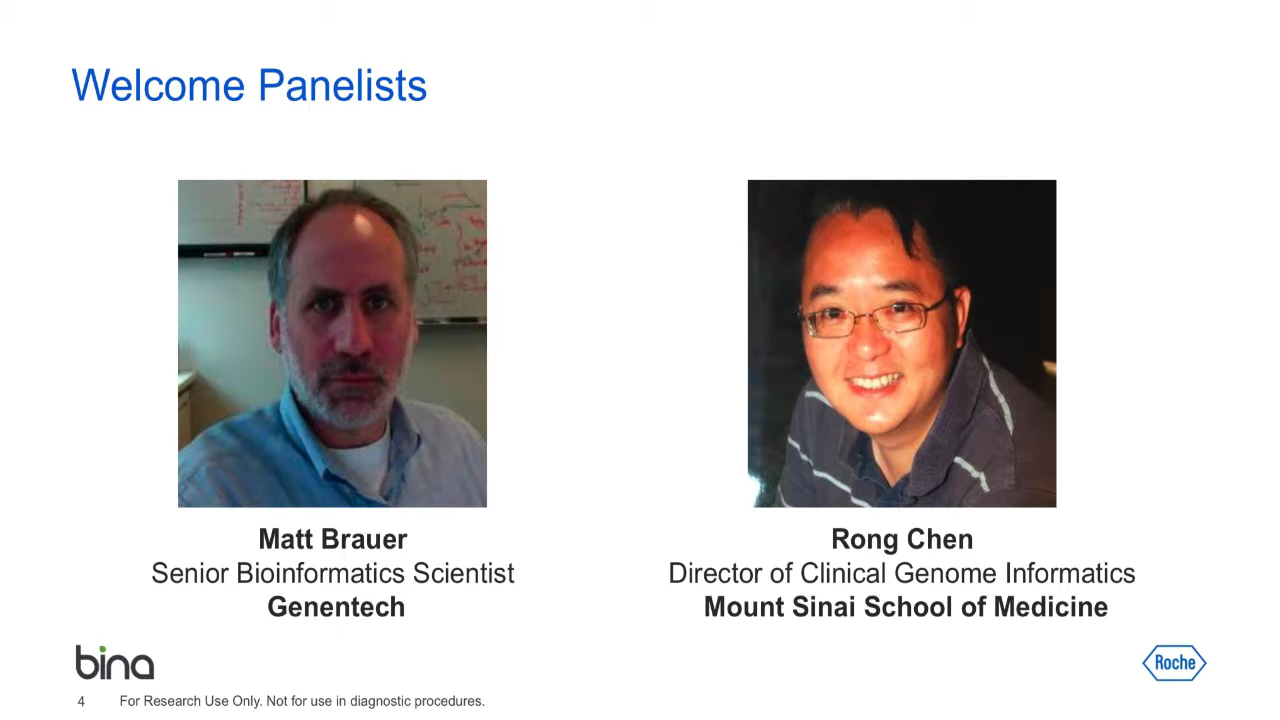 Welcome Panelists
Matt Brauer
Senior Bioinformatics Scientist
Genentech
Rong Chen
Director of Clinical Genome Informatics
Mount Sinai School of Medicine
bina
Roche
4
For Research Use Only. Not for use in diagnostic procedures.